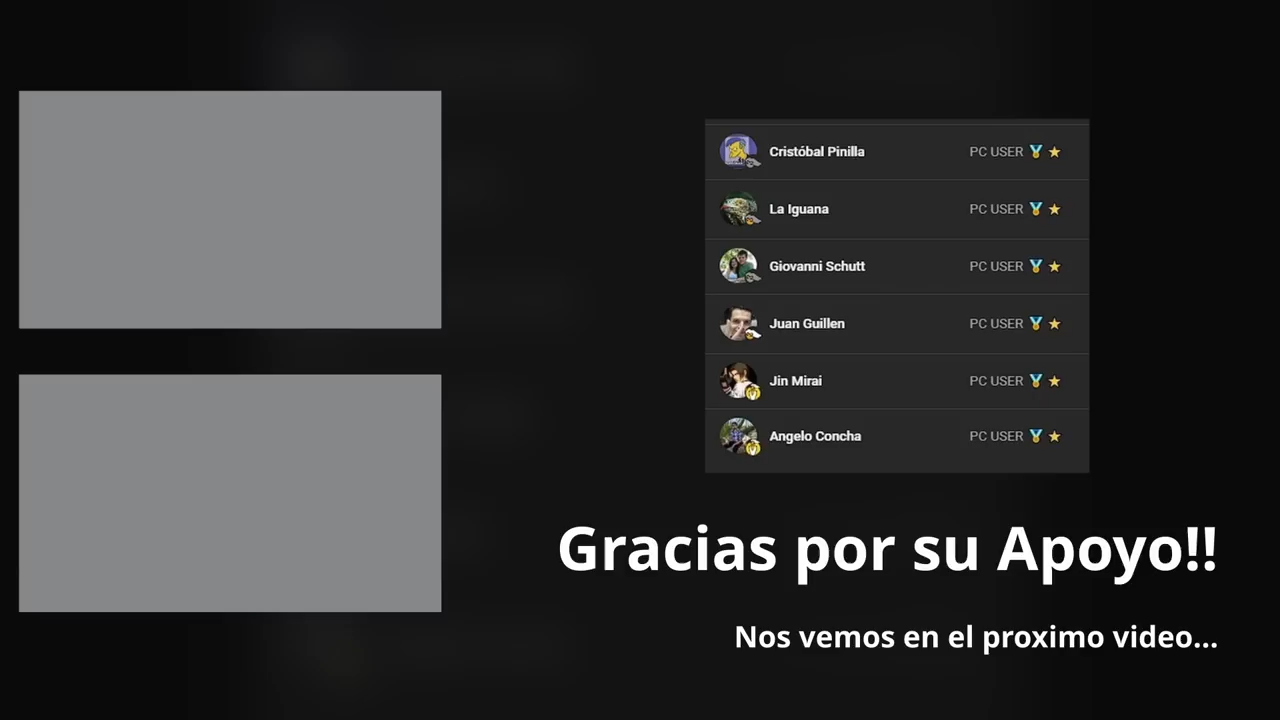 Cristóbal Pinilla PC USER 🏅 ⭐
La Iguana PC USER 🏅 ⭐
Giovanni Schutt PC USER 🏅 ⭐
Juan Guillen PC USER 🏅 ⭐
Jin Mirai PC USER 🏅 ⭐
Angelo Concha PC USER 🏅 ⭐
Gracias por su Apoyo!!
Nos vemos en el proximo video...